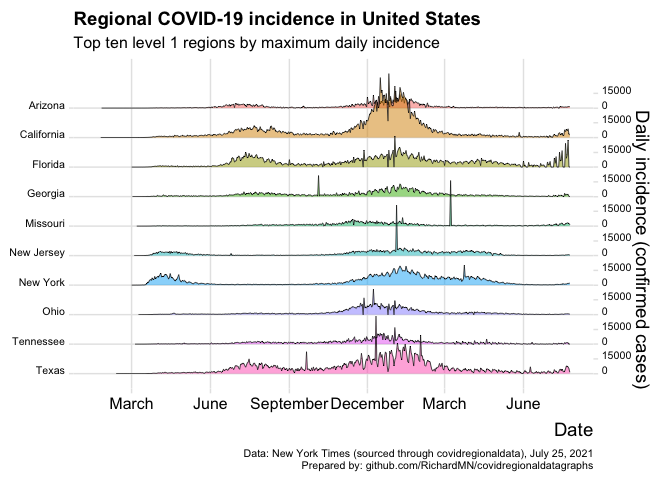 Regional COVID-19 incidence in United States
Top ten level 1 regions by maximum daily incidence
Arizona
15000
0
California
15000
0
Florida
15000
0
Georgia
15000
0
Missouri
15000
0
New Jersey
15000
0
New York
15000
0
Ohio
15000
0
Tennessee
15000
0
Texas
15000
0
Daily incidence (confirmed cases)
March June September December March June
Date
Data: New York Times (sourced through covidregionaldata), July 25, 2021
Prepared by: github.com/RichardMN/covidregionaldatagraphs